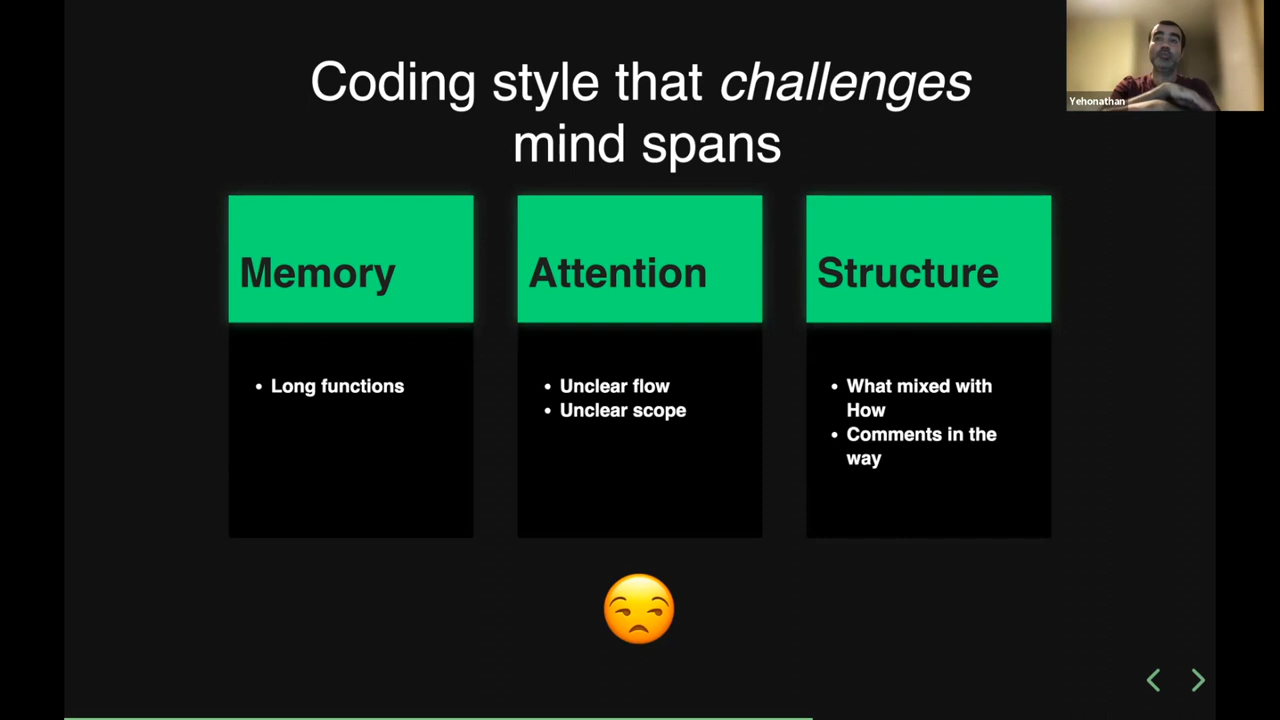 Coding style that challenges
mind spans
Yehonathan
Memory
Attention
Structure
• Long functions
• Unclear flow
• Unclear scope
• What mixed with
How
• Comments in the
way